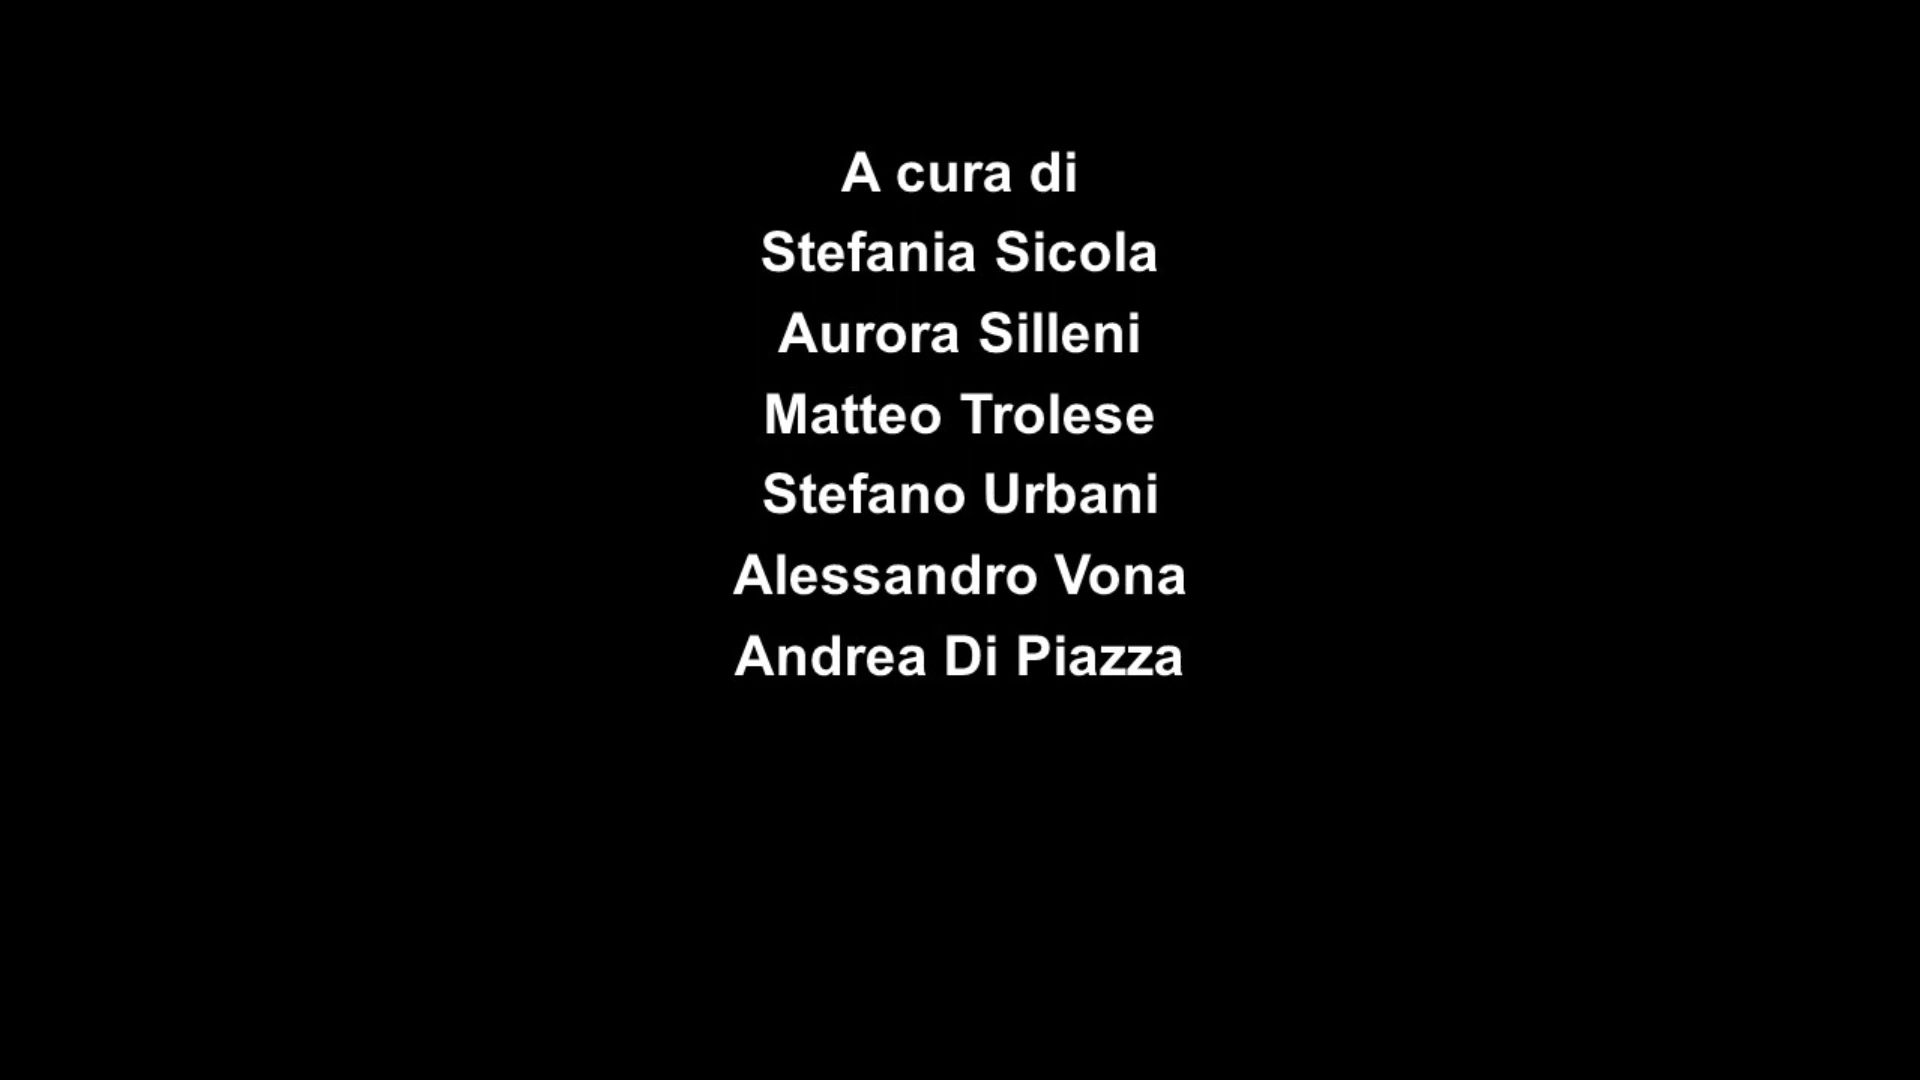 A cura di
Stefania Sicola
Aurora Silleni
Matteo Trolese
Stefano Urbani
Alessandro Vona
Andrea Di Piazza